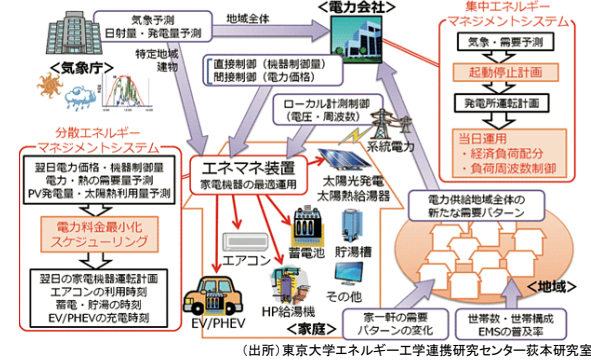 気象予測
日射量・発電量予測
地域全体
<電力会社>
集中エネルギー
マネジメントシステム
気象・需要予測
起動停止計画
発電所運転計画
当日運用
・経済負荷配分
・負荷周波数制御
特定地域
建物
<気象庁>
直接制御（機器制御量）
間接制御（電力価格）
ローカル計測制御
（電圧・周波数）
系統電力
分散エネルギー
マネジメントシステム
翌日電力価格・機器制御量
電力・熱の需要量予測
PV発電量・太陽熱利用量予測
電力料金最小化
スケジューリング
翌日の家電機器運転計画
エアコンの利用時刻
蓄電・貯湯の時刻
EV/PHEVの充電時刻
エネマネ装置
家電機器の最適運用
太陽光発電
太陽熱給湯器
エアコン
蓄電池
貯湯槽
EV/PHEV
HP給湯機
その他
<家庭>
電力供給地域全体の
新たな需要パターン
<地域>
家一軒の需要
パターンの変化
世帯数・世帯構成
EMSの普及率
（出所）東京大学エネルギー工学連携研究センター荻本研究室